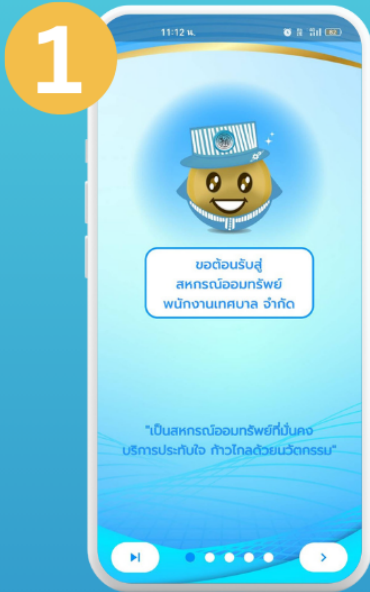 1
11:12 น.
ขอต้อนรับสู่
สหกรณ์ออมทรัพย์
พนักงานเทศบาล จำกัด
"เป็นสหกรณ์ออมทรัพย์ที่มั่นคง
บริการประทับใจ ก้าวไกลด้วยนวัตกรรม"